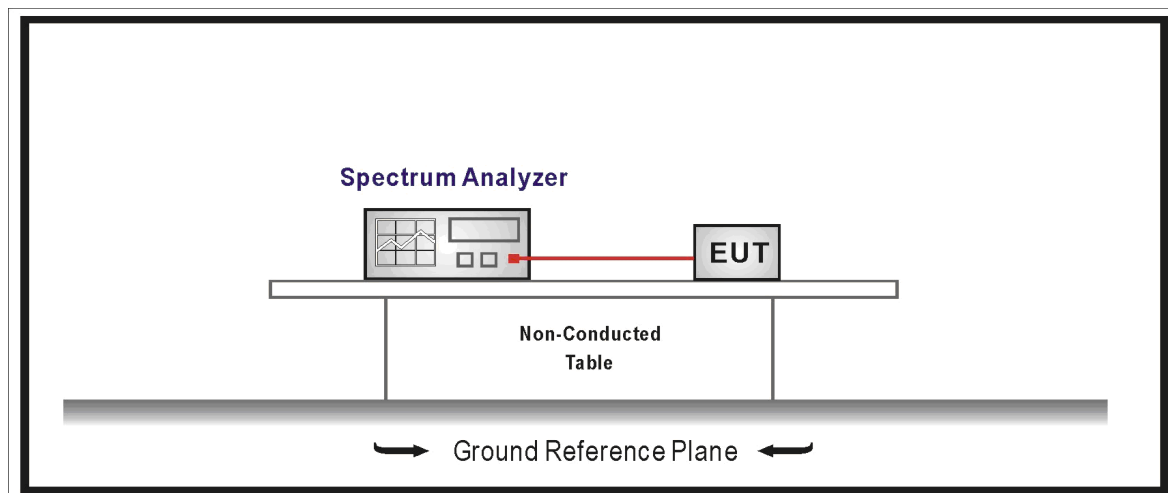 Spectrum Analyzer
EUT
Non-Conducted
Table
Ground Reference Plane